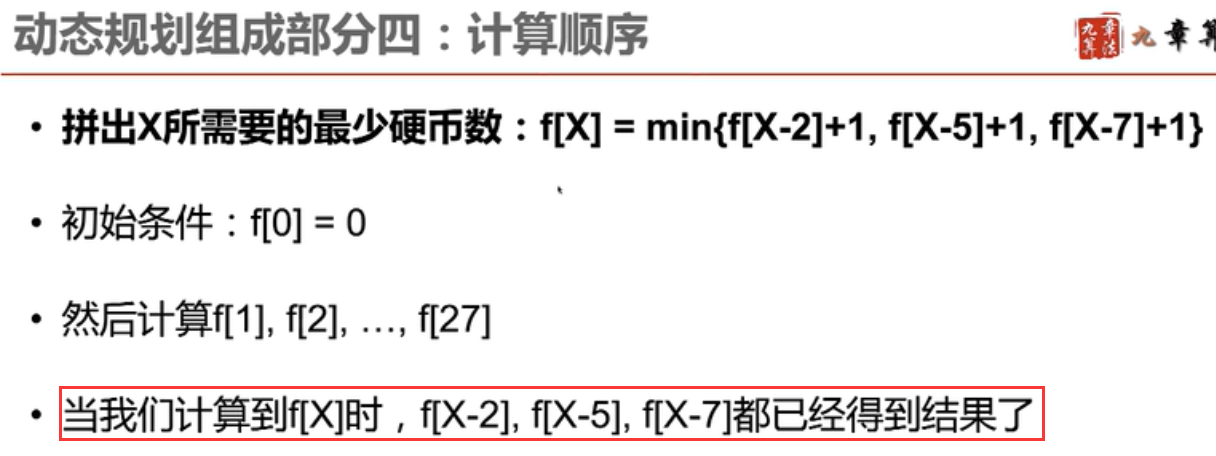 动态规划组成部分四：计算顺序
九章算法 九章算
• 拼出X所需要的最少硬币数：f[X] = min{f[X-2]+1, f[X-5]+1, f[X-7]+1}
• 初始条件：f[0] = 0
• 然后计算f[1], f[2], …, f[27]
• 当我们计算到f[X]时，f[X-2], f[X-5], f[X-7]都已经得到结果了